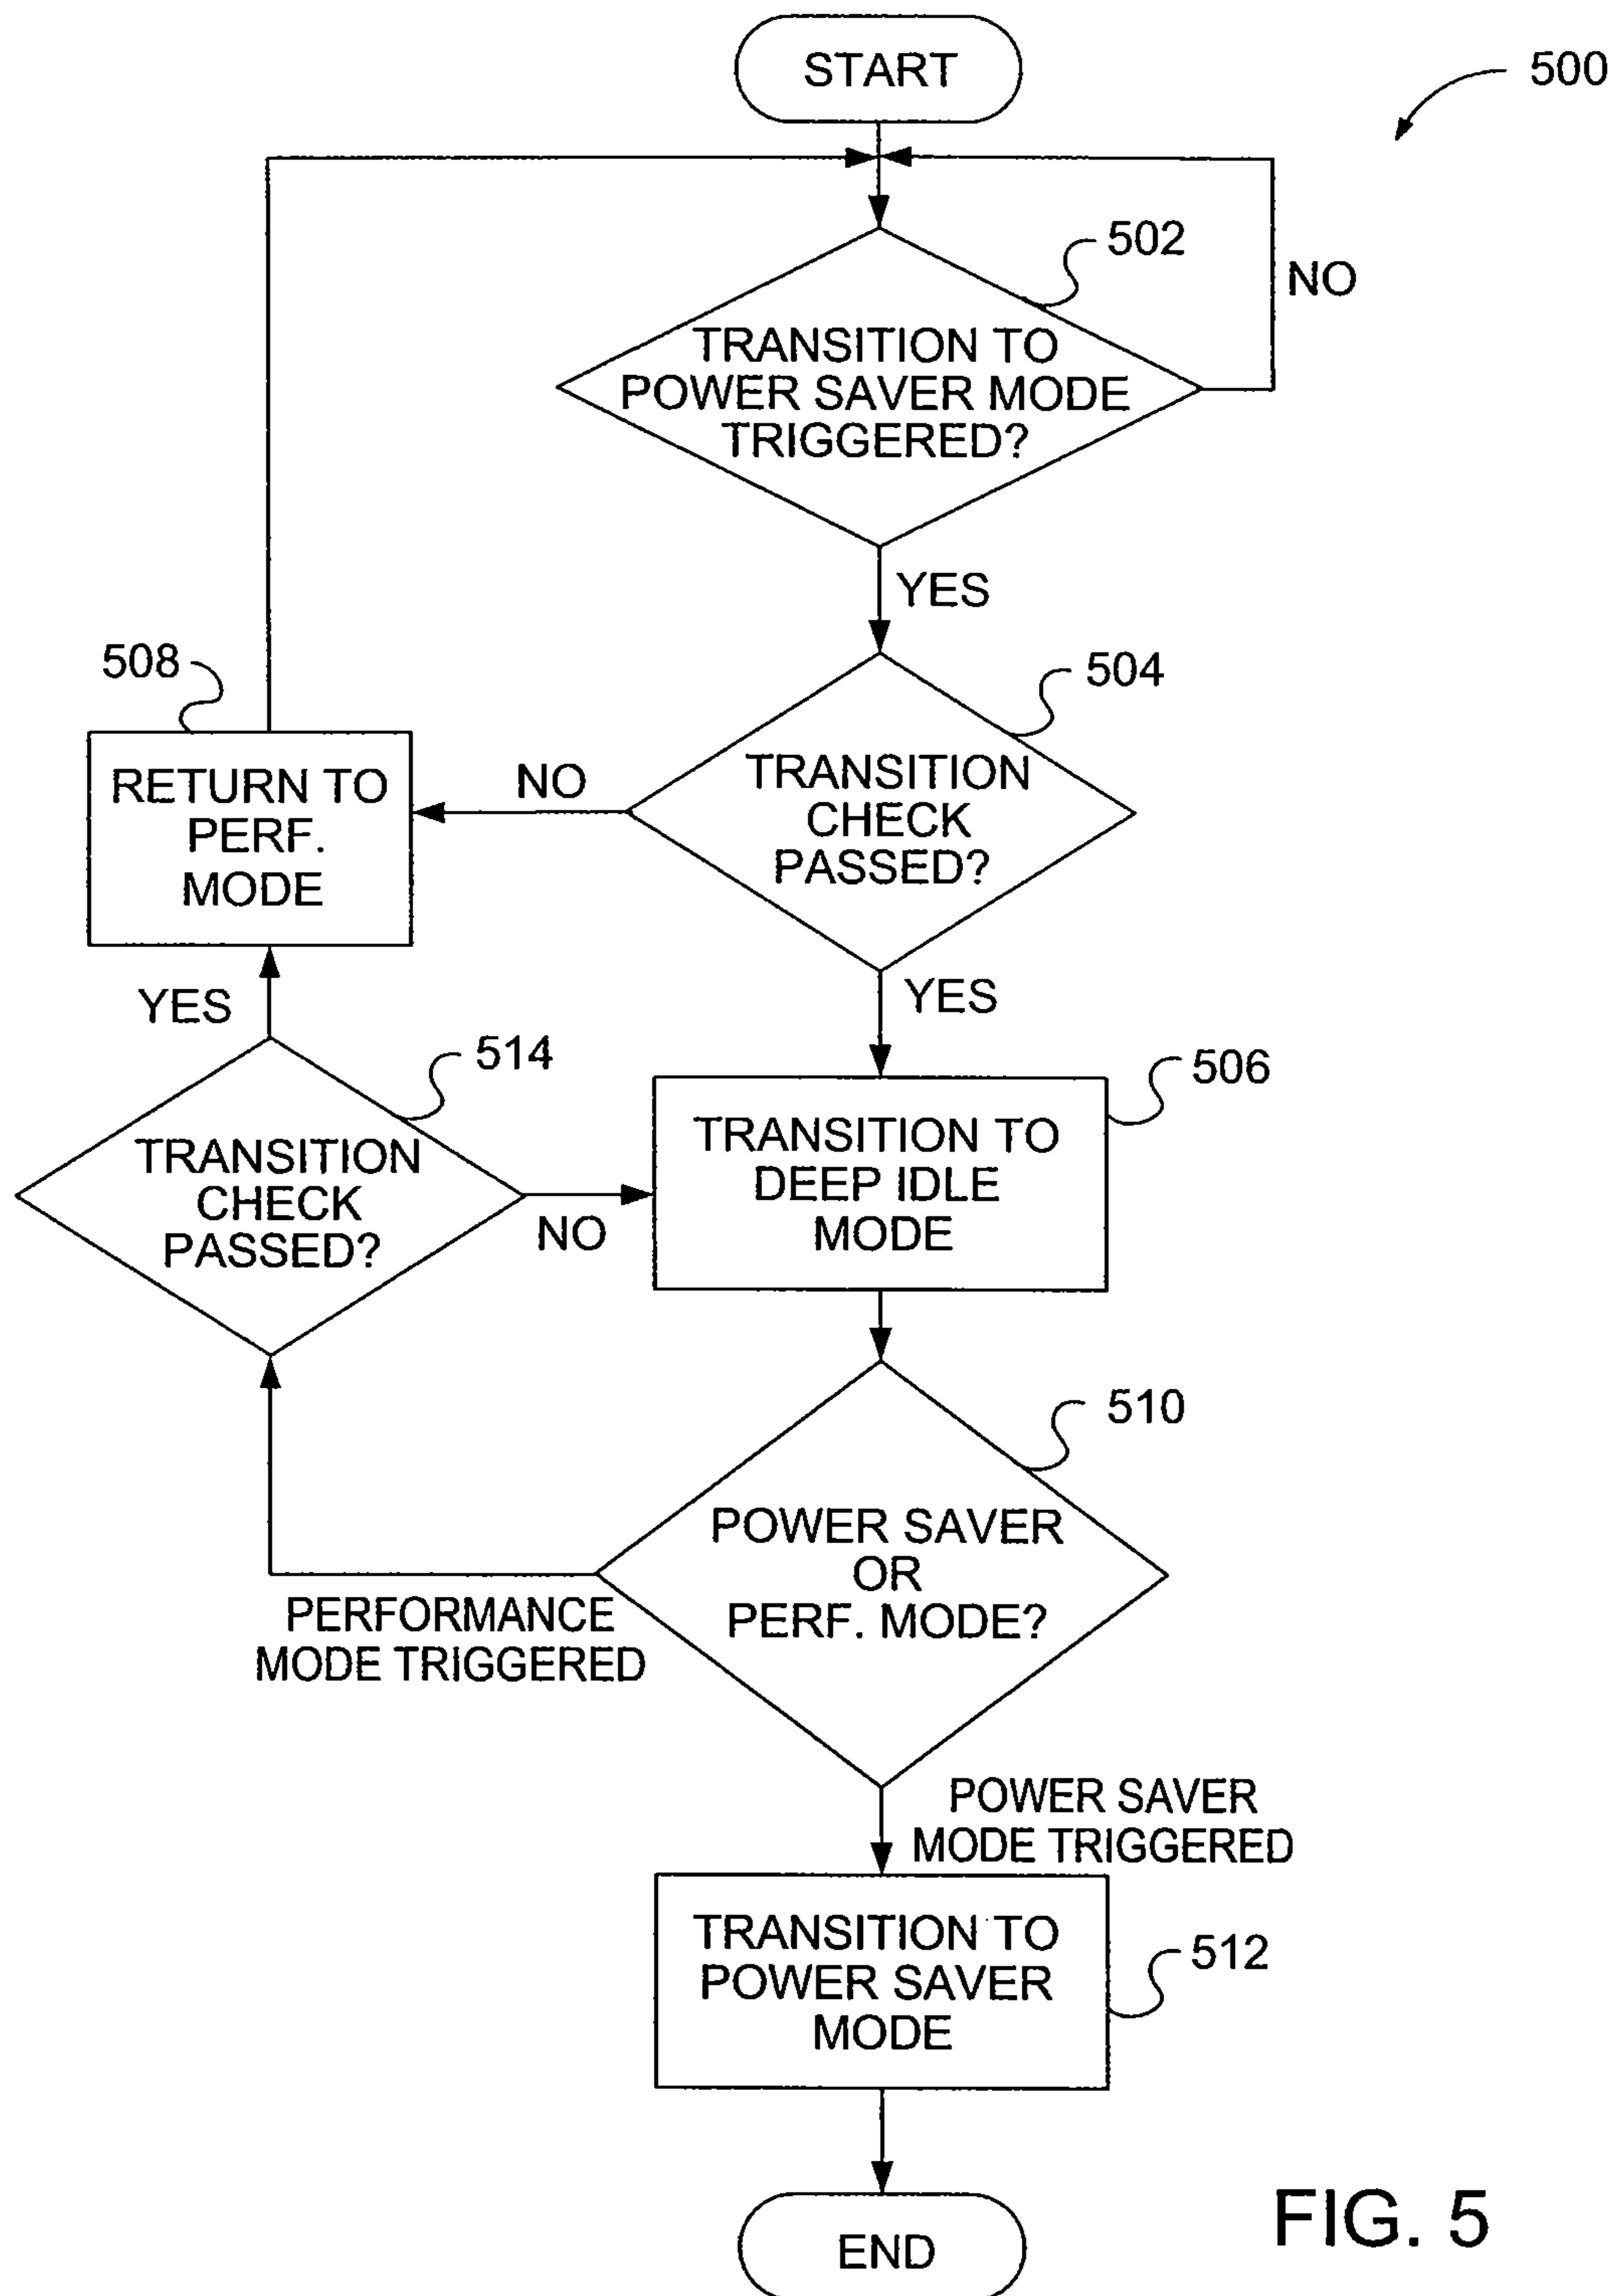 START
500
502
NO
TRANSITION TO
POWER SAVER MODE
TRIGGERED?
YES
508
504
RETURN TO
PERF.
MODE
NO
TRANSITION
CHECK
PASSED?
YES
YES
514
506
TRANSITION
CHECK
PASSED?
NO
TRANSITION TO
DEEP IDLE
MODE
510
POWER SAVER
OR
PERF. MODE?
PERFORMANCE
MODE TRIGGERED
POWER SAVER
MODE TRIGGERED
TRANSITION TO
POWER SAVER
MODE
512
END
FIG. 5